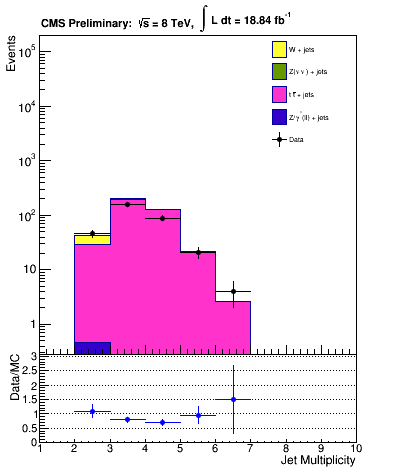 CMS Preliminary: √s = 8 TeV, ∫ L dt = 18.84 fb⁻¹
Events
10⁵
10⁴
10³
10²
10
1
W + jets
Z(νν) + jets
tt̄ + jets
Z/γ*(ll) + jets
Data
Data/MC
3
2.5
2
1.5
1
0.5
0
1 2 3 4 5 6 7 8 9 10
Jet Multiplicity